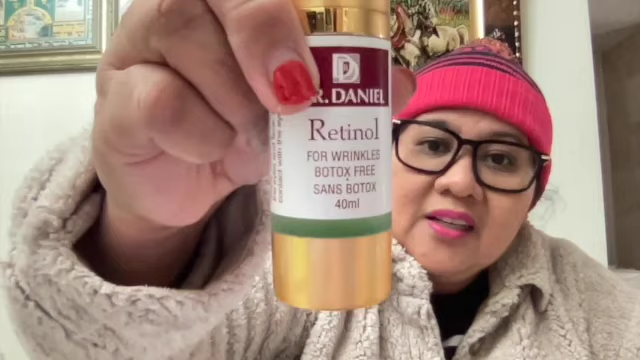 R. DANIEL
Retinol
FOR WRINKLES
BOTOX FREE
SANS BOTOX
40ml